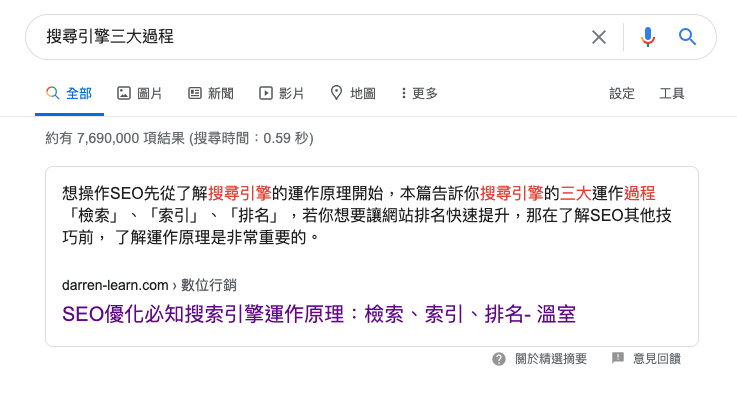 搜尋引擎三大過程
全部 圖片 新聞 影片 地圖 更多 設定 工具
約有 7,690,000 項結果 (搜尋時間：0.59 秒)
想操作SEO先從了解搜尋引擎的運作原理開始，本篇告訴你搜尋引擎的三大運作過程
「檢索」、「索引」、「排名」，若你想要讓網站排名快速提升，那在了解SEO其他技
巧前， 了解運作原理是非常重要的。
darren-learn.com › 數位行銷
SEO優化必知搜索引擎運作原理：檢索、索引、排名- 溫室
關於精選摘要 意見回饋